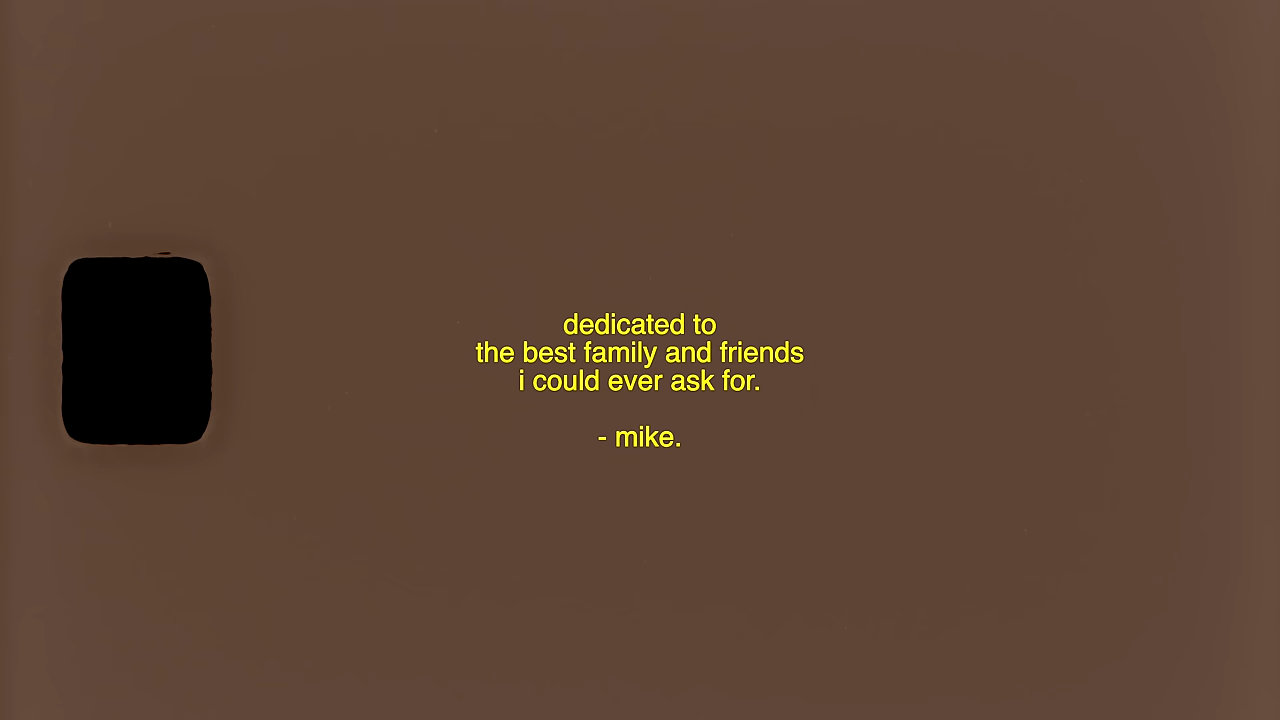 dedicated to
the best family and friends
i could ever ask for.
- mike.